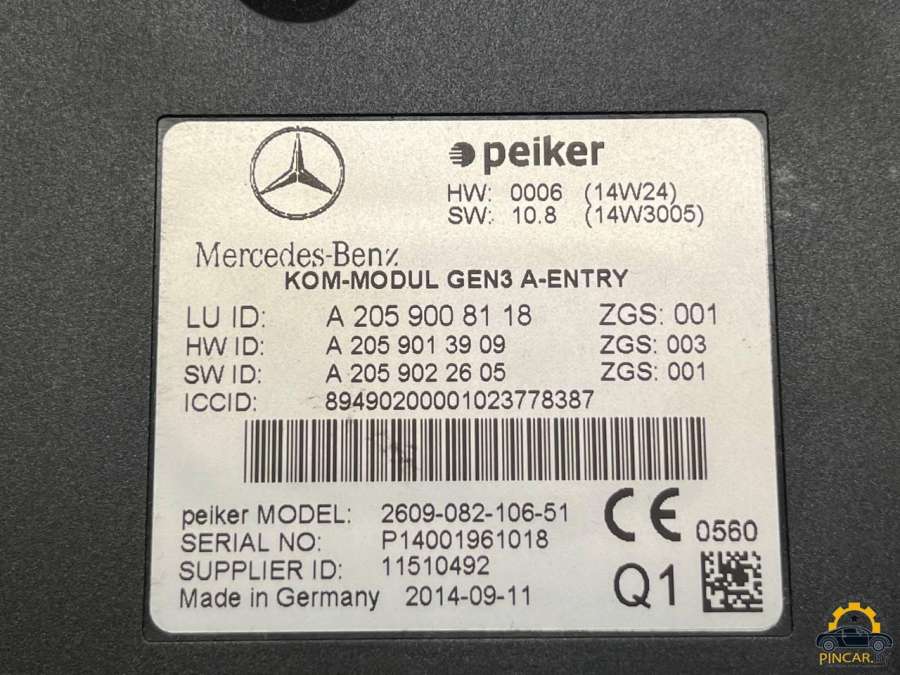 peiker
HW: 0006 (14W24)
SW: 10.8 (14W3005)
Mercedes-Benz
KOM-MODUL GEN3 A-ENTRY
LU ID: A 205 900 81 18 ZGS: 001
HW ID: A 205 901 39 09 ZGS: 003
SW ID: A 205 902 26 05 ZGS: 001
ICCID: 89490200001023778387
peiker MODEL: 2609-082-106-51
SERIAL NO: P14001961018
SUPPLIER ID: 11510492
Made in Germany 2014-09-11
CE 0560
Q1
PINCAR.BY